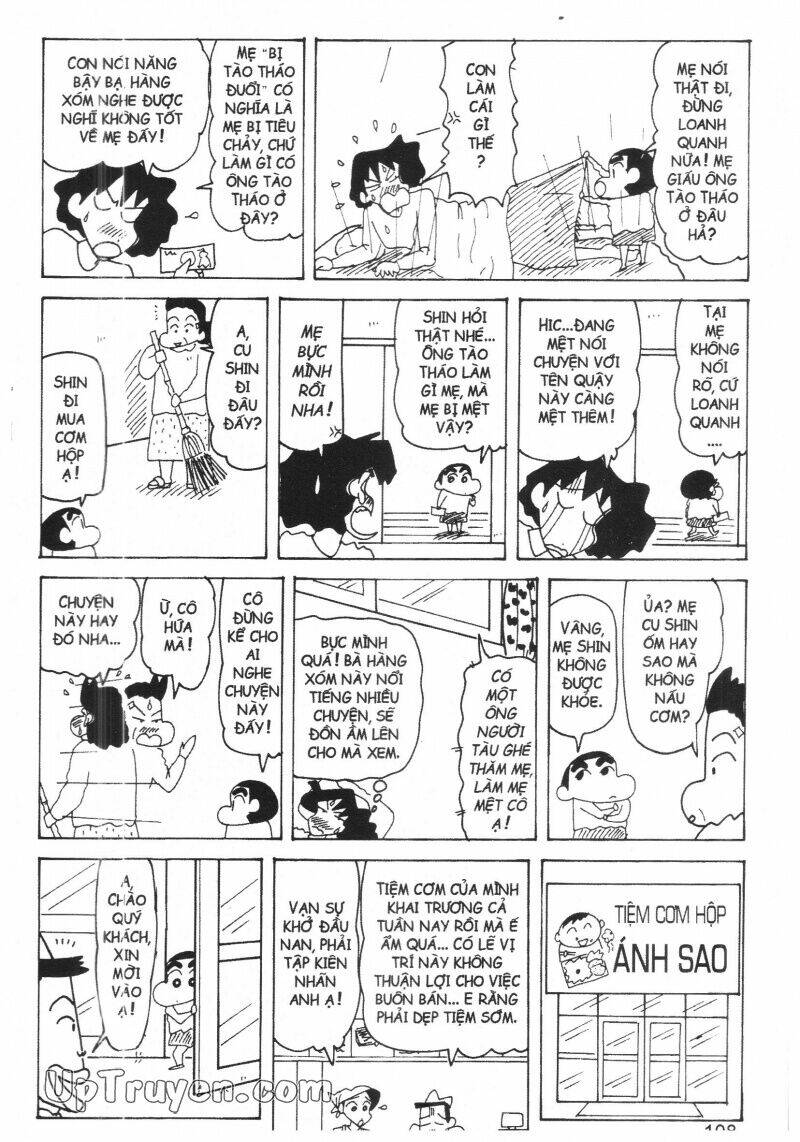 MẸ NÓI
THẬT ĐI,
ĐỪNG
LOANH
QUANH
NỮA! MẸ
GIẤU ÔNG
TÀO THÁO
Ở ĐÂU
HẢ?
CON
LÀM
CÁI
GÌ
THẾ
?
MẸ "BỊ
TÀO THÁO
ĐUỔI" CÓ
NGHĨA LÀ
MẸ BỊ TIÊU
CHẢY, CHỨ
LÀM GÌ CÓ
ÔNG TÀO
THÁO Ở
ĐÂY?
CON NÓI NĂNG
BẬY BẠ, HÀNG
XÓM NGHE ĐƯỢC
NGHĨ KHÔNG TỐT
VỀ MẸ ĐẤY!
TẠI
MẸ
KHÔNG
NÓI
RÕ, CỨ
LOANH
QUANH
....
HIC...ĐANG
MỆT NÓI
CHUYỆN VỚI
TÊN QUẬY
NÀY CÀNG
MỆT THÊM!
SHIN HỎI
THẬT NHÉ...
ÔNG TÀO
THÁO LÀM
GÌ MẸ, MÀ
MẸ BỊ MỆT
VẬY?
MẸ
BỰC
MÌNH
RỒI
NHA!
A,
CU
SHIN
ĐI
ĐÂU
ĐẤY?
SHIN
ĐI
MUA
CƠM
HỘP
Ạ!
ỦA? MẸ
CU SHIN
ỐM HAY
SAO MÀ
KHÔNG
NẤU
CƠM?
VÂNG,
MẸ SHIN
KHÔNG
ĐƯỢC
KHỎE.
CÓ
MỘT
ÔNG
NGƯỜI
TÀU GHÉ
THĂM MẸ,
LÀM MẸ
MỆT CÔ
Ạ!
BỰC MÌNH
QUÁ! BÀ HÀNG
XÓM NÀY NỔI
TIẾNG NHIỀU
CHUYỆN, SẼ
ĐỒN ẦM LÊN
CHO MÀ XEM.
CÔ
ĐỪNG
KỂ CHO
AI
NGHE
CHUYỆN
NÀY
ĐẤY!
Ừ, CÔ
HỨA
MÀ!
CHUYỆN
NÀY HAY
ĐÓ NHA...
TIỆM CƠM HỘP
ÁNH SAO
TIỆM CƠM CỦA MÌNH
KHAI TRƯƠNG CẢ
TUẦN NAY RỒI MÀ Ế
ẨM QUÁ... CÓ LẼ VỊ
TRÍ NÀY KHÔNG
THUẬN LỢI CHO VIỆC
BUÔN BÁN... E RẰNG
PHẢI DẸP TIỆM SỚM.
VẠN SỰ
KHỞ ĐẦU
NAN, PHẢI
TẬP KIÊN
NHẪN
ANH Ạ!
A,
CHÀO
QUÝ
KHÁCH,
XIN
MỜI
VÀO
Ạ!
UpTruyen.com
108